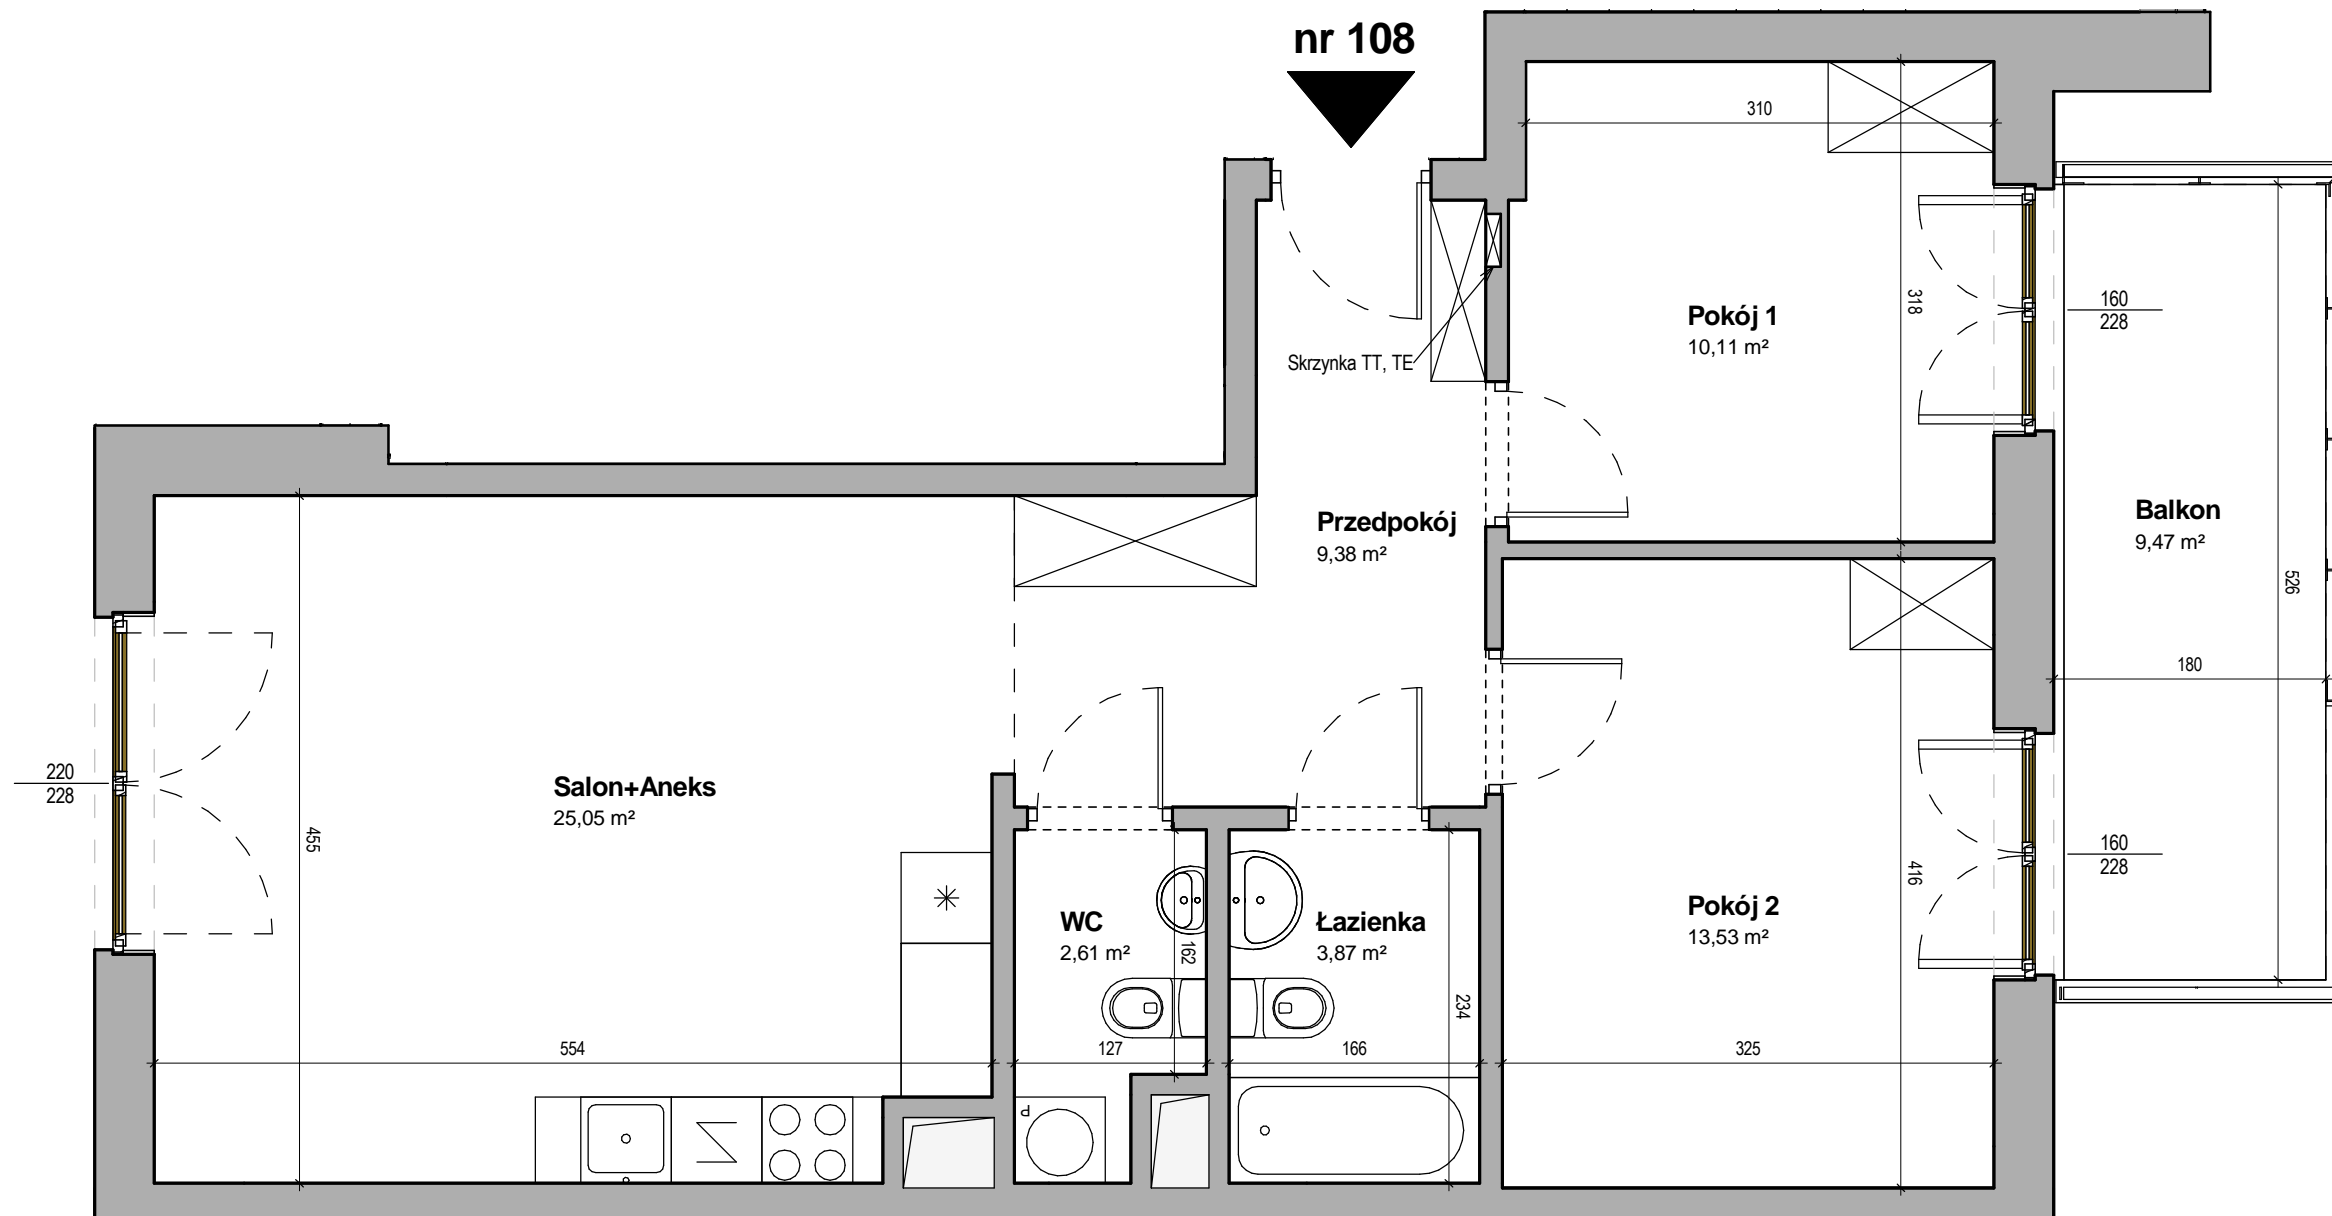 nr 108
310
Pokój 1
10,11 m²
318
160
228
Skrzynka TT, TE
Przedpokój
9,38 m²
Balkon
9,47 m²
526
180
220
228
Salon+Aneks
25,05 m²
455
160
228
416
Pokój 2
13,53 m²
WC
2,61 m²
162
Łazienka
3,87 m²
234
554
127
166
325
P